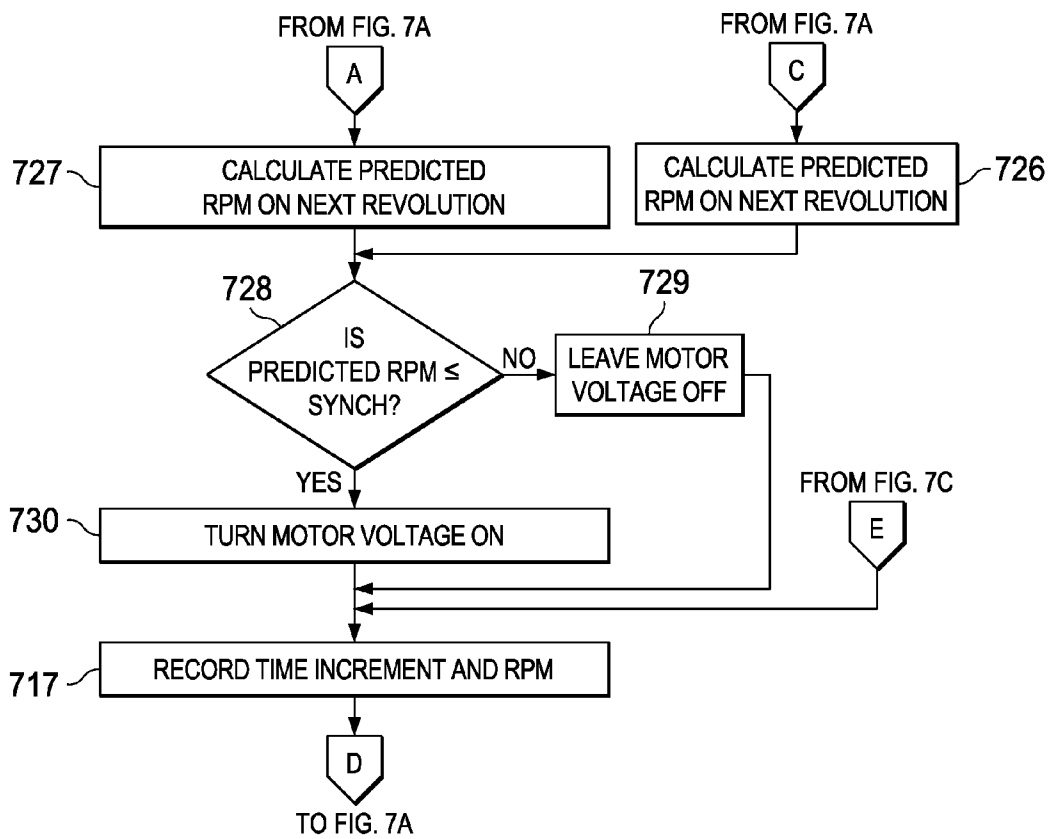 FROM FIG. 7A
A
FROM FIG. 7A
C
727
CALCULATE PREDICTED
RPM ON NEXT REVOLUTION
CALCULATE PREDICTED
RPM ON NEXT REVOLUTION
726
728
IS
PREDICTED RPM ≤
SYNCH?
NO
729
LEAVE MOTOR
VOLTAGE OFF
YES
730
TURN MOTOR VOLTAGE ON
FROM FIG. 7C
E
717
RECORD TIME INCREMENT AND RPM
D
TO FIG. 7A